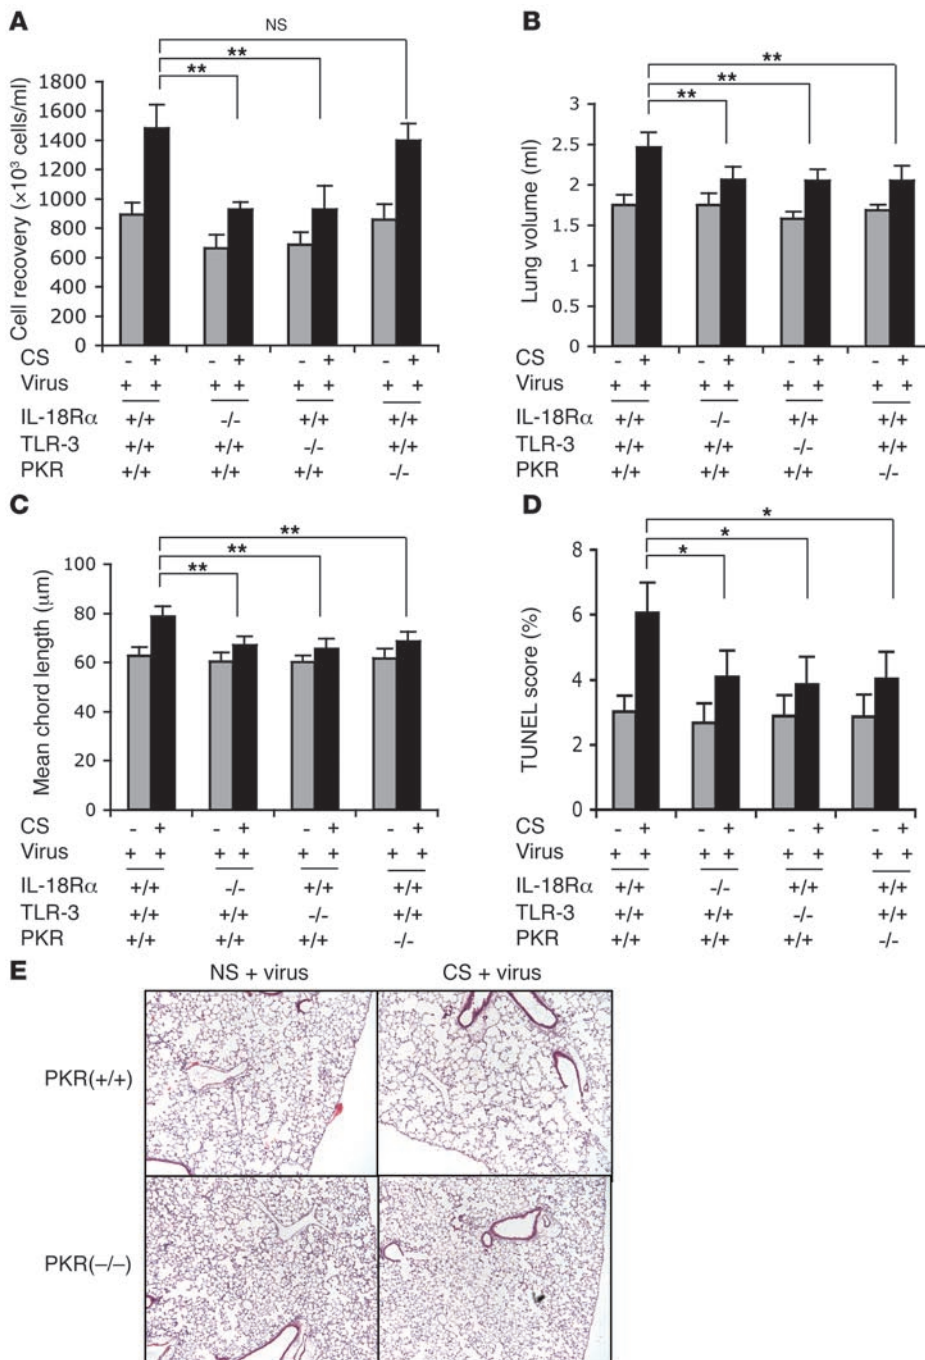 A
NS
**
**
Cell recovery (×10³ cells/ml)
1800
1600
1400
1200
1000
800
600
400
200
0
CS - + - + - + - +
Virus + + + + + + + +
IL-18Rα +/+ -/- +/+ +/+
TLR-3 +/+ +/+ -/- +/+
PKR +/+ +/+ +/+ -/-
B
**
**
**
Lung volume (ml)
3
2.5
2
1.5
1
0.5
0
CS - + - + - + - +
Virus + + + + + + + +
IL-18Rα +/+ -/- +/+ +/+
TLR-3 +/+ +/+ -/- +/+
PKR +/+ +/+ +/+ -/-
C
**
**
**
Mean chord length (μm)
100
80
60
40
20
0
CS - + - + - + - +
Virus + + + + + + + +
IL-18Rα +/+ -/- +/+ +/+
TLR-3 +/+ +/+ -/- +/+
PKR +/+ +/+ +/+ -/-
D
*
*
*
TUNEL score (%)
8
6
4
2
0
CS - + - + - + - +
Virus + + + + + + + +
IL-18Rα +/+ -/- +/+ +/+
TLR-3 +/+ +/+ -/- +/+
PKR +/+ +/+ +/+ -/-
E
NS + virus CS + virus
PKR(+/+)
PKR(–/–)